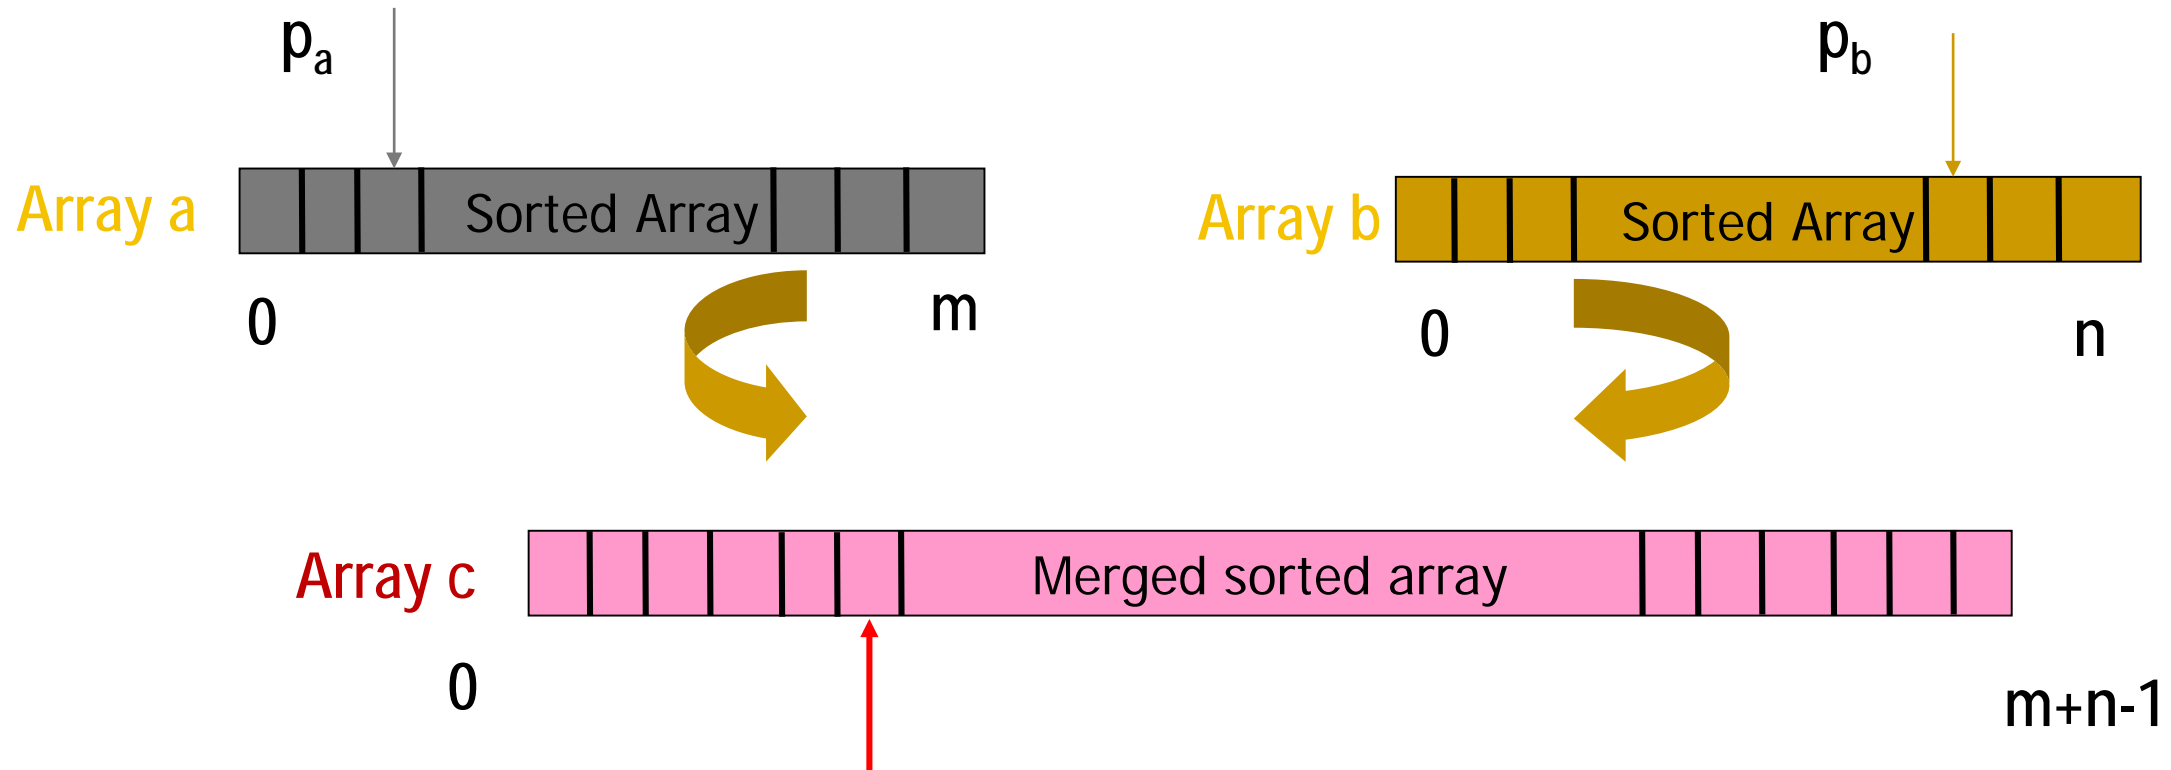 pa
pb
Array a
Sorted Array
Array b
Sorted Array
0
m
0
n
Array c
Merged sorted array
0
m+n-1